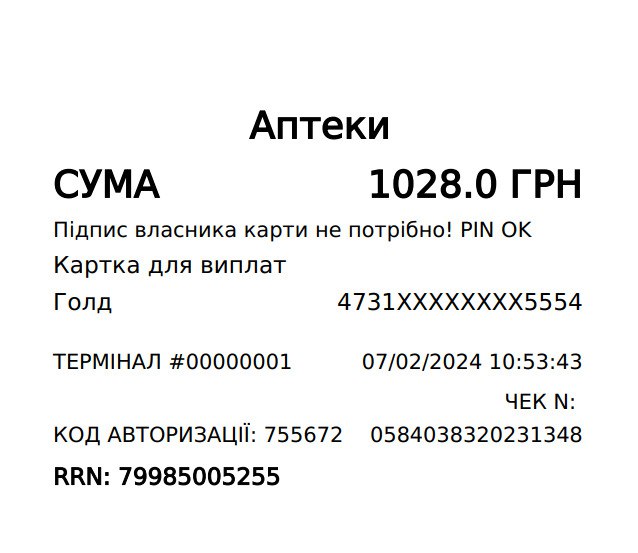 Аптеки
СУМА 1028.0 ГРН
Підпис власника карти не потрібно! PIN OK
Картка для виплат
Голд 4731XXXXXXXX5554
ТЕРМІНАЛ #00000001 07/02/2024 10:53:43
ЧЕК N:
КОД АВТОРИЗАЦІЇ: 755672 0584038320231348
RRN: 79985005255